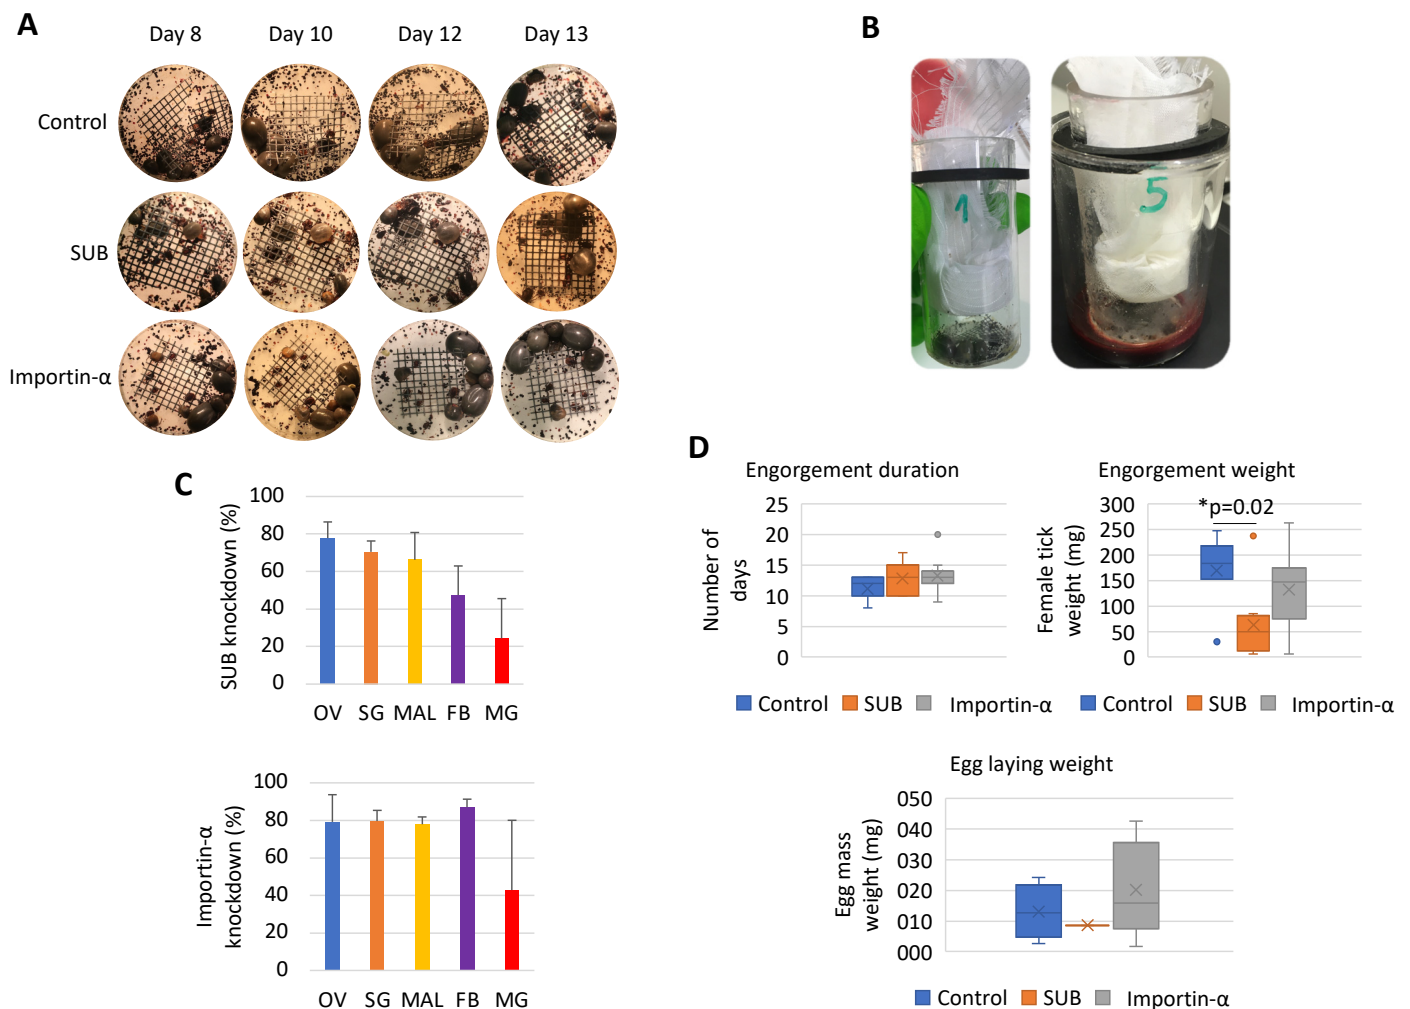 A
Day 8 Day 10 Day 12 Day 13
Control
SUB
Importin-α
B
1
5
C
SUB knockdown (%)
100
80
60
40
20
0
OV SG MAL FB MG
Importin-α
knockdown (%)
100
80
60
40
20
0
OV SG MAL FB MG
D
Engorgement duration
Number of
days
25
20
15
10
5
0
Control SUB Importin-α
Engorgement weight
Female tick
weight (mg)
300
250
200
150
100
50
0
*p=0.02
Control SUB Importin-α
Egg laying weight
Egg mass
weight (mg)
050
040
030
020
010
000
Control SUB Importin-α